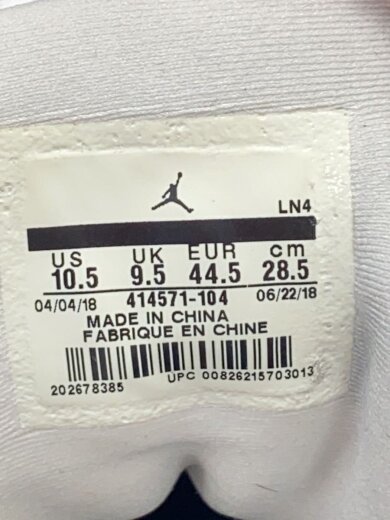 LN4
US UK EUR cm
10.5 9.5 44.5 28.5
04/04/18 414571-104 06/22/18
MADE IN CHINA
FABRIQUE EN CHINE
202678385 UPC 00826215703013